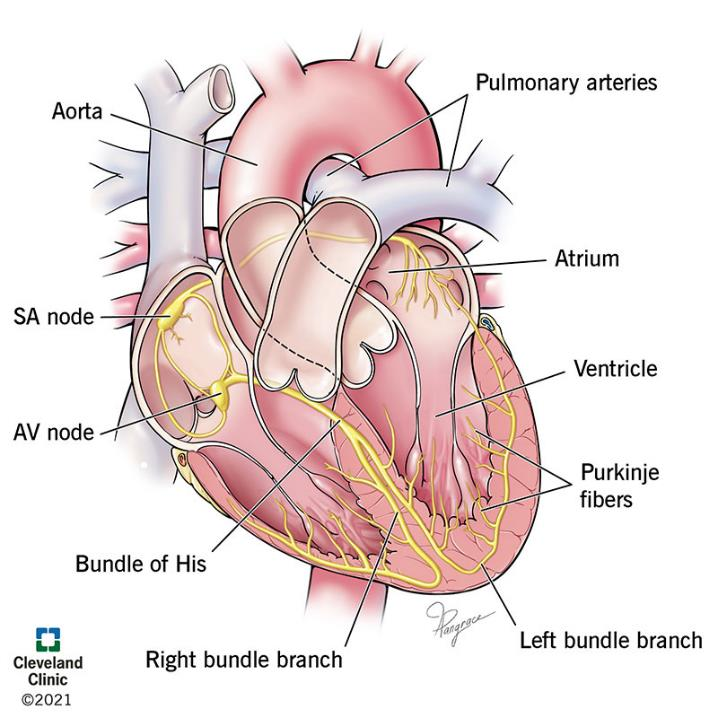 Pulmonary arteries
Aorta
Atrium
SA node
Ventricle
AV node
Purkinje
fibers
Bundle of His
Pangrace
Left bundle branch
Right bundle branch
Cleveland
Clinic
©2021